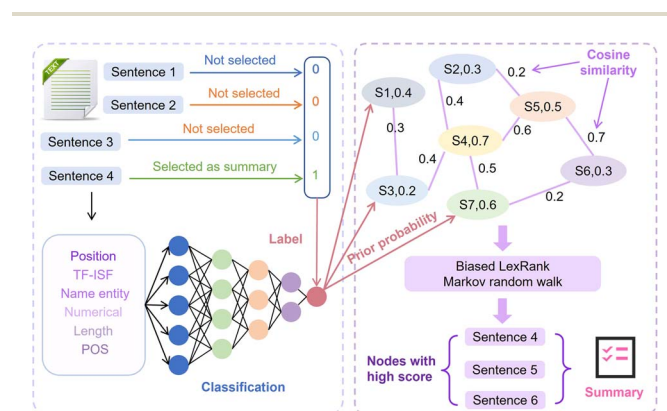 TEXT
Sentence 1
Not selected
0
Sentence 2
Not selected
0
Sentence 3
Not selected
0
Sentence 4
Selected as summary
1
Label
Position
TF-ISF
Name entity
Numerical
Length
POS
Classification
Prior probability
Cosine
similarity
S1,0.4
S2,0.3
0.2
S5,0.5
0.4
0.3
S4,0.7
0.6
0.7
0.4
0.5
S6,0.3
S3,0.2
S7,0.6
0.2
Biased LexRank
Markov random walk
Nodes with
high score
Sentence 4
Sentence 5
Sentence 6
Summary